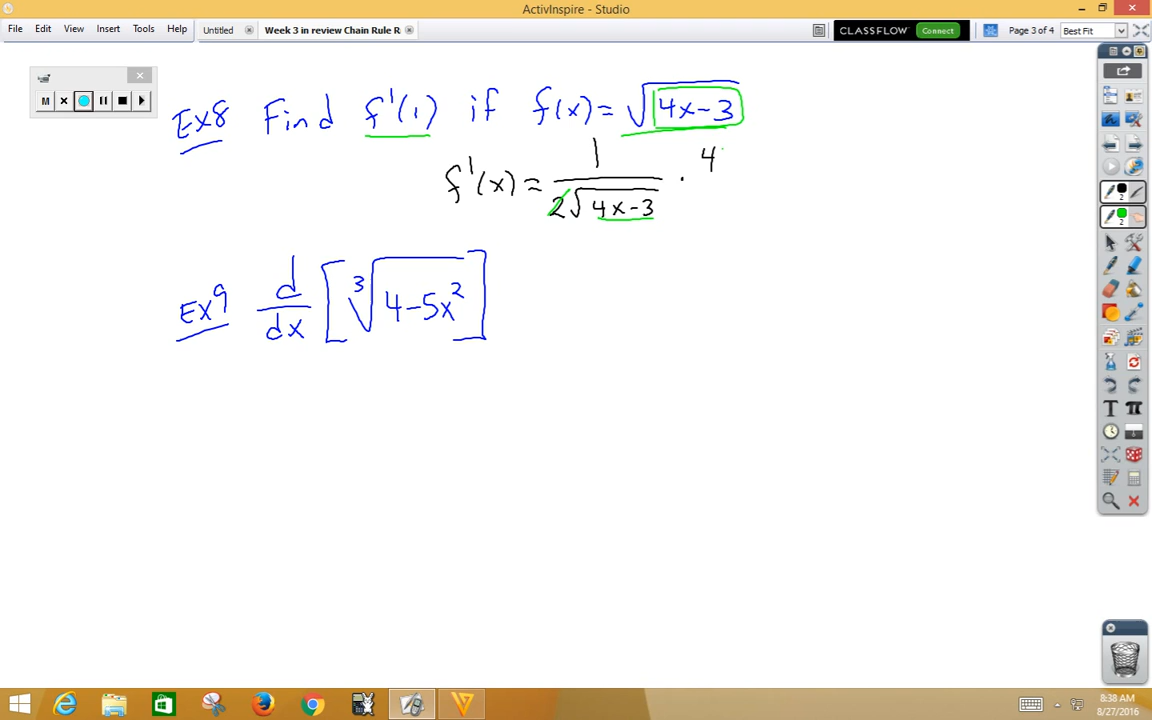 ActivInspire - Studio
File Edit View Insert Tools Help Untitled Week 3 in review Chain Rule R CLASSFLOW Connect Page 3 of 4 Best Fit
M
Ex8 Find f'(1) if f(x) = √(4x-3)
f'(x) = 1/(2√(4x-3)) · 4
Ex9 d/dx [∛(4-5x²)]
8:38 AM
8/27/2016